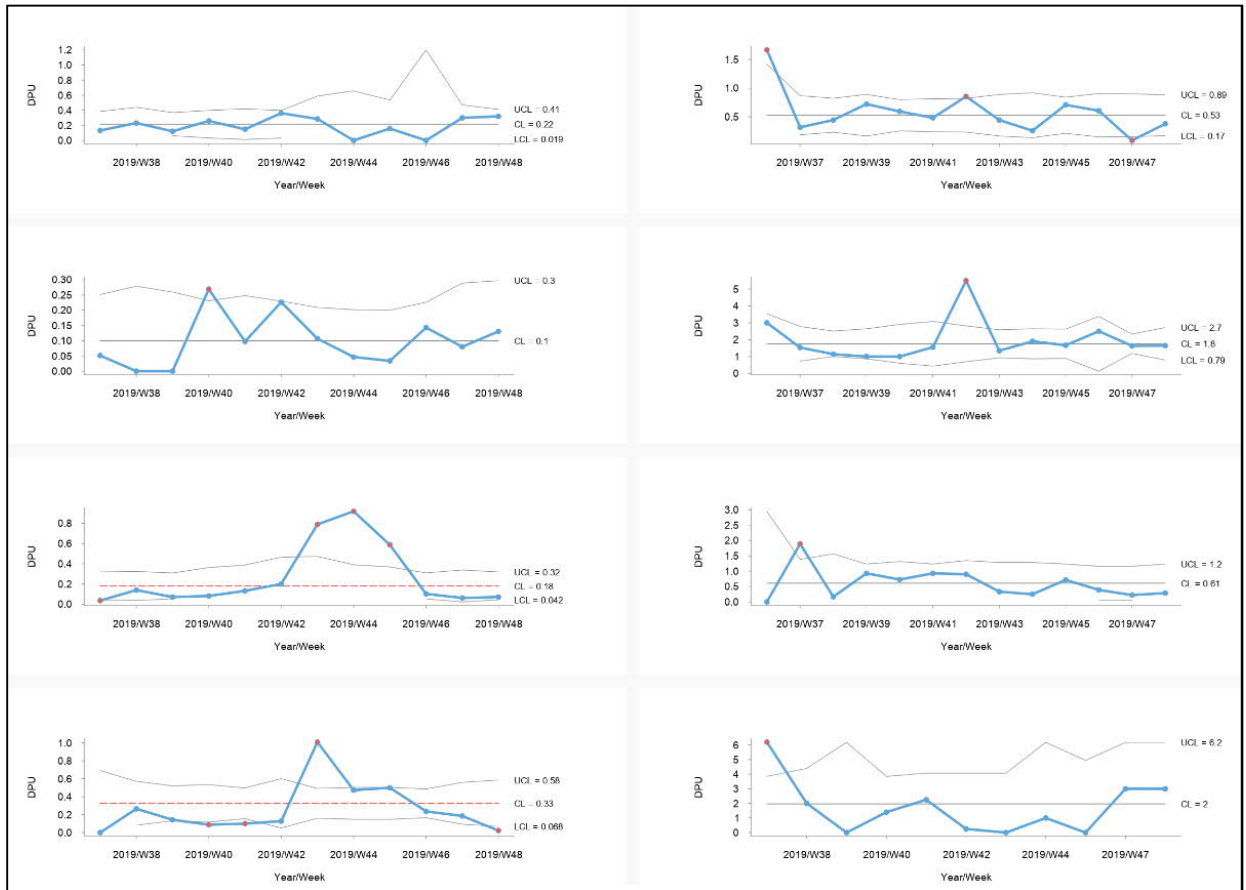 1.2
1.0
0.8
0.6
0.4
0.2
0.0
DPU
UCL = 0.41
CL = 0.22
LCL = 0.019
2019/W38 2019/W40 2019/W42 2019/W44 2019/W46 2019/W48
Year/Week
1.5
1.0
0.5
DPU
UCL = 0.89
CL = 0.53
LCL = 0.17
2019/W37 2019/W39 2019/W41 2019/W43 2019/W45 2019/W47
Year/Week
0.30
0.25
0.20
0.15
0.10
0.05
0.00
DPU
UCL = 0.3
CL = 0.1
2019/W38 2019/W40 2019/W42 2019/W44 2019/W46 2019/W48
Year/Week
5
4
3
2
1
0
DPU
UCL = 2.7
CL = 1.8
LCL = 0.79
2019/W37 2019/W39 2019/W41 2019/W43 2019/W45 2019/W47
Year/Week
0.8
0.6
0.4
0.2
0.0
DPU
UCL = 0.32
CL = 0.18
LCL = 0.042
2019/W38 2019/W40 2019/W42 2019/W44 2019/W46 2019/W48
Year/Week
3.0
2.5
2.0
1.5
1.0
0.5
0.0
DPU
UCL = 1.2
CL = 0.61
2019/W37 2019/W39 2019/W41 2019/W43 2019/W45 2019/W47
Year/Week
1.0
0.8
0.6
0.4
0.2
0.0
DPU
UCL = 0.58
CL = 0.33
LCL = 0.068
2019/W38 2019/W40 2019/W42 2019/W44 2019/W46 2019/W48
Year/Week
6
5
4
3
2
1
0
DPU
UCL = 6.2
CL = 2
2019/W38 2019/W40 2019/W42 2019/W44 2019/W47
Year/Week